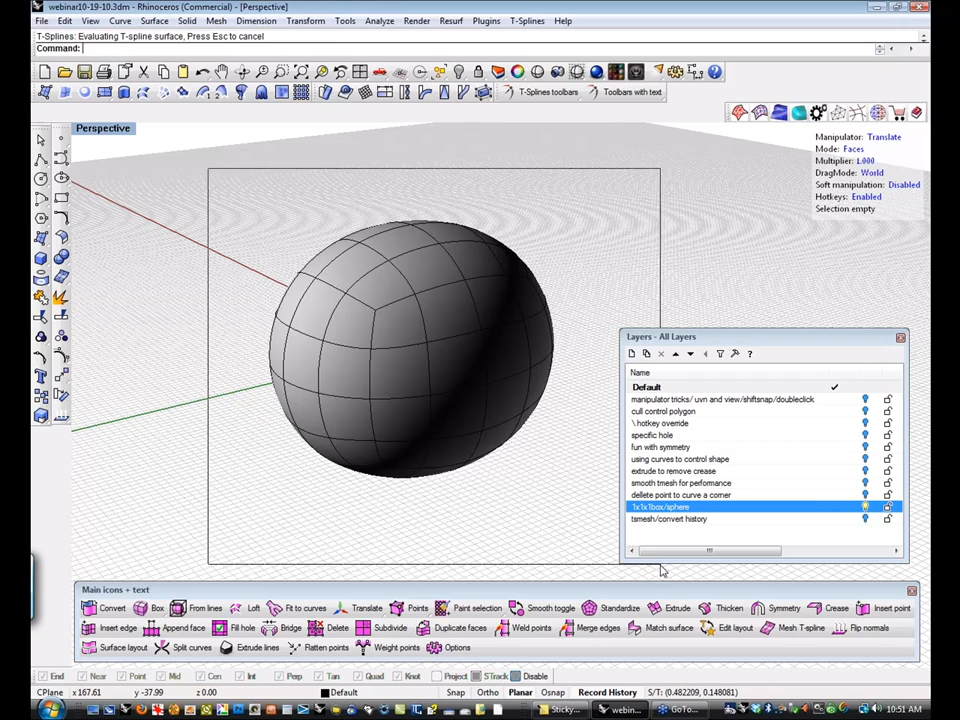 webinar10-19-10.3dm - Rhinoceros (Commercial) - [Perspective]
File Edit View Curve Surface Solid Mesh Dimension Transform Tools Analyze Render Resurf Plugins T-Splines Help
T-Splines: Evaluating T-spline surface, Press Esc to cancel
Command:
T-Splines toolbars Toolbars with text
Perspective
Manipulator: Translate
Mode: Faces
Multiplier: 1.000
DragMode: World
Soft manipulation: Disabled
Hotkeys: Enabled
Selection empty
Layers - All Layers
Name
Default
manipulator tricks/ uvn and view/shiftsnap/doubleclick
cull control polygon
\hotkey override
specific hole
fun with symmetry
using curves to control shape
extrude to remove crease
smooth tmesh for performance
dellete point to curve a corner
1x1x1box/sphere
tsmesh/convert history
Main icons + text
Convert Box From lines Loft Fit to curves Translate Points Paint selection Smooth toggle Standardize Extrude Thicken Symmetry Crease Insert point
Insert edge Append face Fill hole Bridge Delete Subdivide Duplicate faces Weld points Merge edges Match surface Edit layout Mesh T-spline Flip normals
Surface layout Split curves Extrude lines Flatten points Weight points Options
End Near Point Mid Cen Int Perp Tan Quad Knot Project STrack Disable
CPlane x 167.61 y -37.99 z 0.00 Default Snap Ortho Planar Osnap Record History S/T: (0.482209, 0.148081)
Sticky... webin... GoTo... 10:51 AM